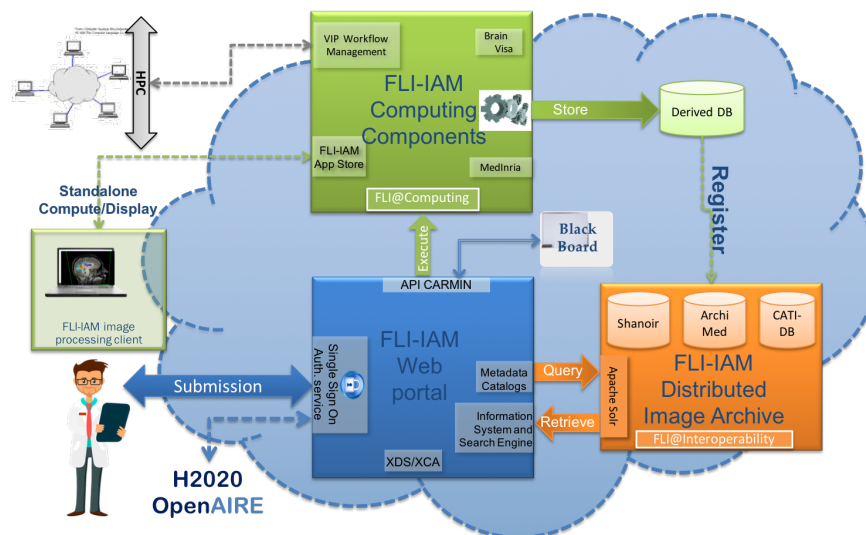 HPC
VIP Workflow
Management
Brain
Visa
FLI-IAM
Computing
Components
FLI-IAM
App Store
MedInria
FLI@Computing
Store
Derived DB
Register
Standalone
Compute/Display
FLI-IAM image
processing client
Execute
Black
Board
API CARMIN
FLI-IAM
Web
portal
Single Sign On
Auth. service
Metadata
Catalogs
Information
System and
Search Engine
XDS/XCA
Submission
H2020
OpenAIRE
Query
Retrieve
Shanoir
Archi
Med
CATI-
DB
Apache Solr
FLI-IAM
Distributed
Image Archive
FLI@Interoperability